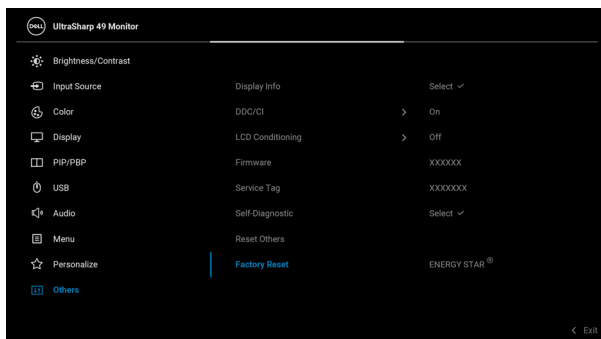 DELL UltraSharp 49 Monitor
Brightness/Contrast
Input Source Display Info Select ✓
Color DDC/CI > On
Display LCD Conditioning > Off
PIP/PBP Firmware XXXXXX
USB Service Tag XXXXXXX
Audio Self-Diagnostic Select ✓
Menu Reset Others
Personalize Factory Reset ENERGY STAR®
Others
< Exit